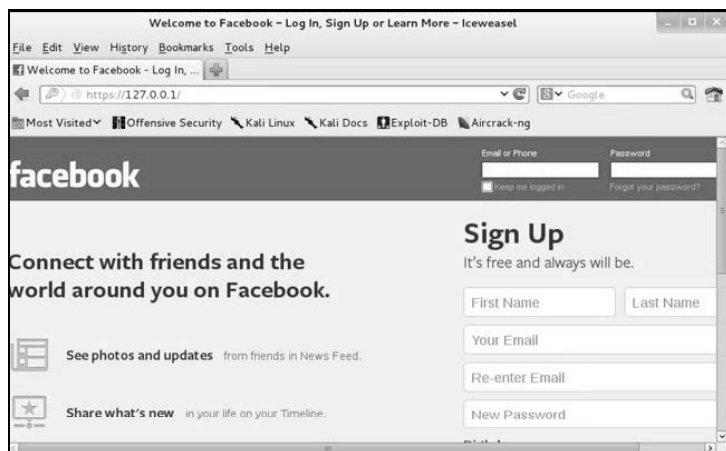 Welcome to Facebook - Log In, Sign Up or Learn More - Iceweasel
File Edit View History Bookmarks Tools Help
Welcome to Facebook - Log In, ...
https://127.0.0.1/
Google
Most Visited Offensive Security Kali Linux Kali Docs Exploit-DB Aircrack-ng
Email or Phone Password
facebook
Keep me logged in Forgot your password?
Sign Up
It's free and always will be.
Connect with friends and the
world around you on Facebook.
First Name Last Name
Your Email
See photos and updates from friends in News Feed.
Re-enter Email
Share what's new in your life on your Timeline.
New Password